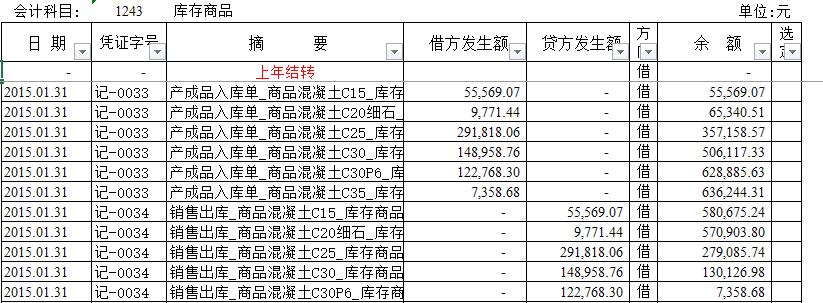 会计科目： 1243 库存商品 单位:元
日 期 凭证字号 摘 要 借方发生额 贷方发生额 方 余 额 选
- - 上年结转 借 -
2015.01.31 记-0033 产成品入库单_商品混凝土C15_库存 55,569.07 - 借 55,569.07
2015.01.31 记-0033 产成品入库单_商品混凝土C20细石_ 9,771.44 - 借 65,340.51
2015.01.31 记-0033 产成品入库单_商品混凝土C25_库存 291,818.06 - 借 357,158.57
2015.01.31 记-0033 产成品入库单_商品混凝土C30_库存 148,958.76 - 借 506,117.33
2015.01.31 记-0033 产成品入库单_商品混凝土C30P6_库 122,768.30 - 借 628,885.63
2015.01.31 记-0033 产成品入库单_商品混凝土C35_库存 7,358.68 - 借 636,244.31
2015.01.31 记-0034 销售出库_商品混凝土C15_库存商品 - 55,569.07 借 580,675.24
2015.01.31 记-0034 销售出库_商品混凝土C20细石_库存 - 9,771.44 借 570,903.80
2015.01.31 记-0034 销售出库_商品混凝土C25_库存商品 - 291,818.06 借 279,085.74
2015.01.31 记-0034 销售出库_商品混凝土C30_库存商品 - 148,958.76 借 130,126.98
2015.01.31 记-0034 销售出库_商品混凝土C30P6_库存商 - 122,768.30 借 7,358.68